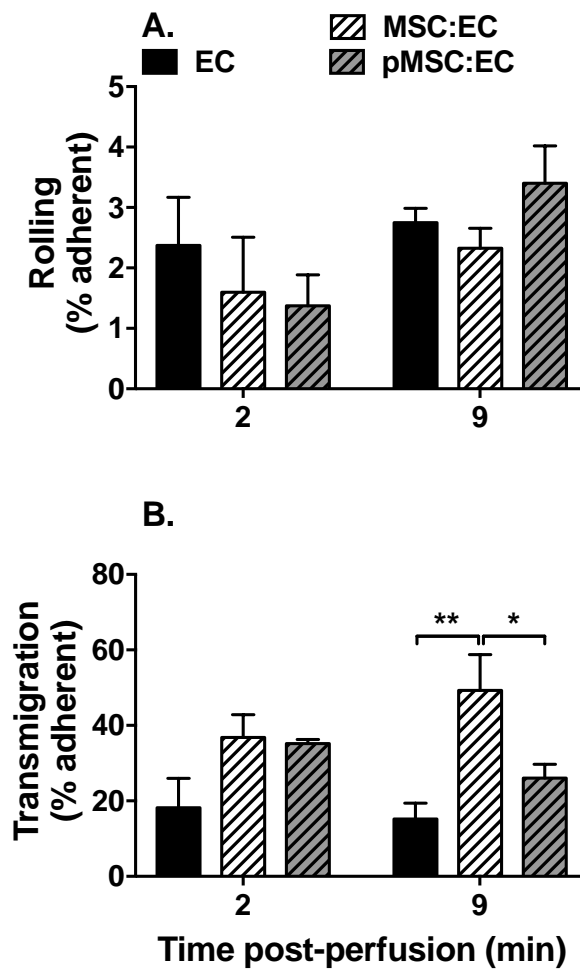 A.
MSC:EC
EC
pMSC:EC
Rolling
(% adherent)
5
4
3
2
1
0
2
9
B.
Transmigration
(% adherent)
80
60
40
20
0
**
*
2
9
Time post-perfusion (min)